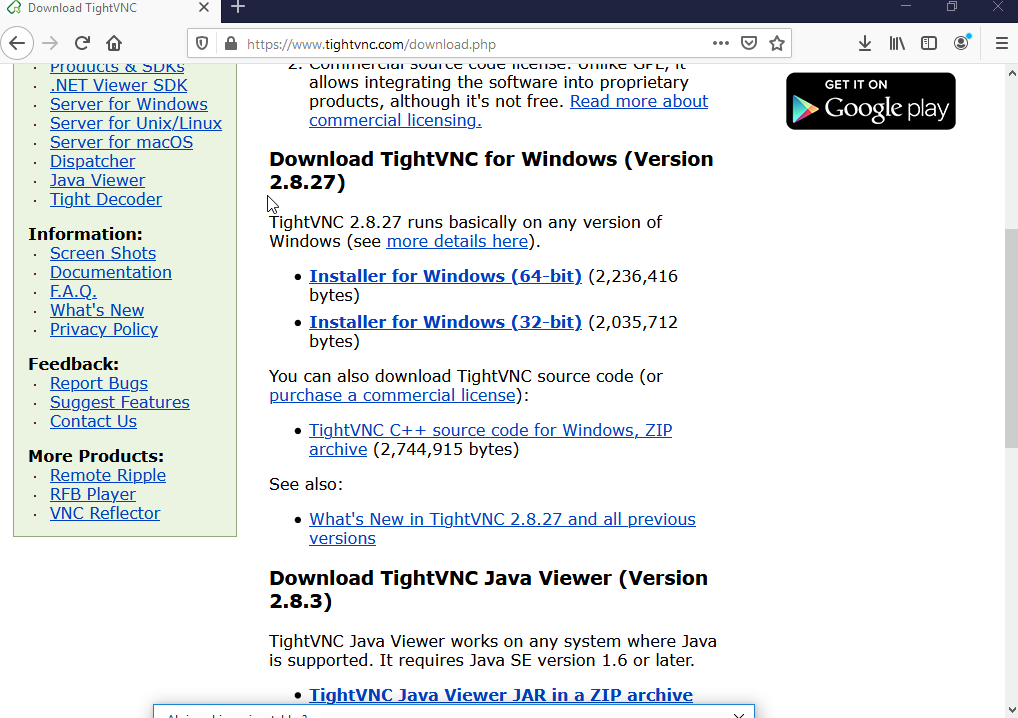 Download TightVNC
https://www.tightvnc.com/download.php
Products & SDKs
.NET Viewer SDK
Server for Windows
Server for Unix/Linux
Server for macOS
Dispatcher
Java Viewer
Tight Decoder
Information:
Screen Shots
Documentation
F.A.Q.
What's New
Privacy Policy
Feedback:
Report Bugs
Suggest Features
Contact Us
More Products:
Remote Ripple
RFB Player
VNC Reflector
2. Commercial source code license. Unlike GPL, it
allows integrating the software into proprietary
products, although it's not free. Read more about
commercial licensing.
Download TightVNC for Windows (Version
2.8.27)
TightVNC 2.8.27 runs basically on any version of
Windows (see more details here).
• Installer for Windows (64-bit) (2,236,416
bytes)
• Installer for Windows (32-bit) (2,035,712
bytes)
You can also download TightVNC source code (or
purchase a commercial license):
• TightVNC C++ source code for Windows, ZIP
archive (2,744,915 bytes)
See also:
• What's New in TightVNC 2.8.27 and all previous
versions
Download TightVNC Java Viewer (Version
2.8.3)
TightVNC Java Viewer works on any system where Java
is supported. It requires Java SE version 1.6 or later.
• TightVNC Java Viewer JAR in a ZIP archive
GET IT ON
Google play